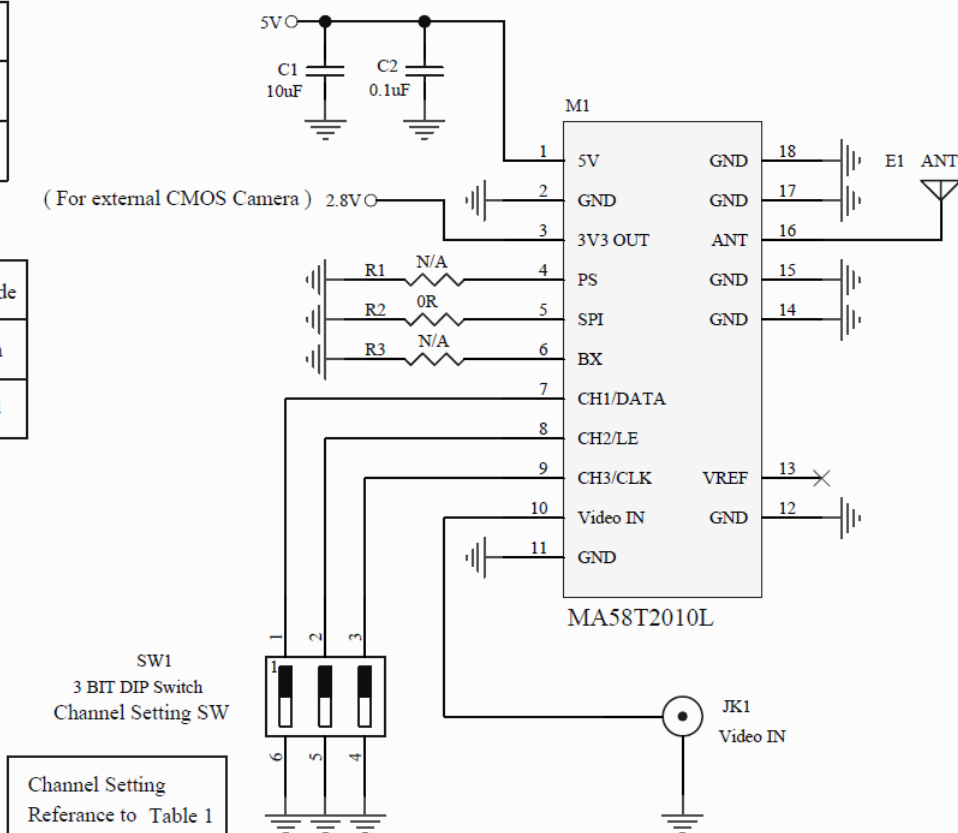 5V
C1
10uF
C2
0.1uF
M1
( For external CMOS Camera ) 2.8V
1 5V
2 GND
3 3V3 OUT
4 PS
5 SPI
6 BX
7 CH1/DATA
8 CH2/LE
9 CH3/CLK
10 Video IN
11 GND
GND 18
GND 17
ANT 16
GND 15
GND 14
VREF 13
GND 12
E1 ANT
R1 N/A
R2 0R
R3 N/A
de
MA58T2010L
1 2 3
1
SW1
3 BIT DIP Switch
Channel Setting SW
6 5 4
JK1
Video IN
Channel Setting
Referance to Table 1